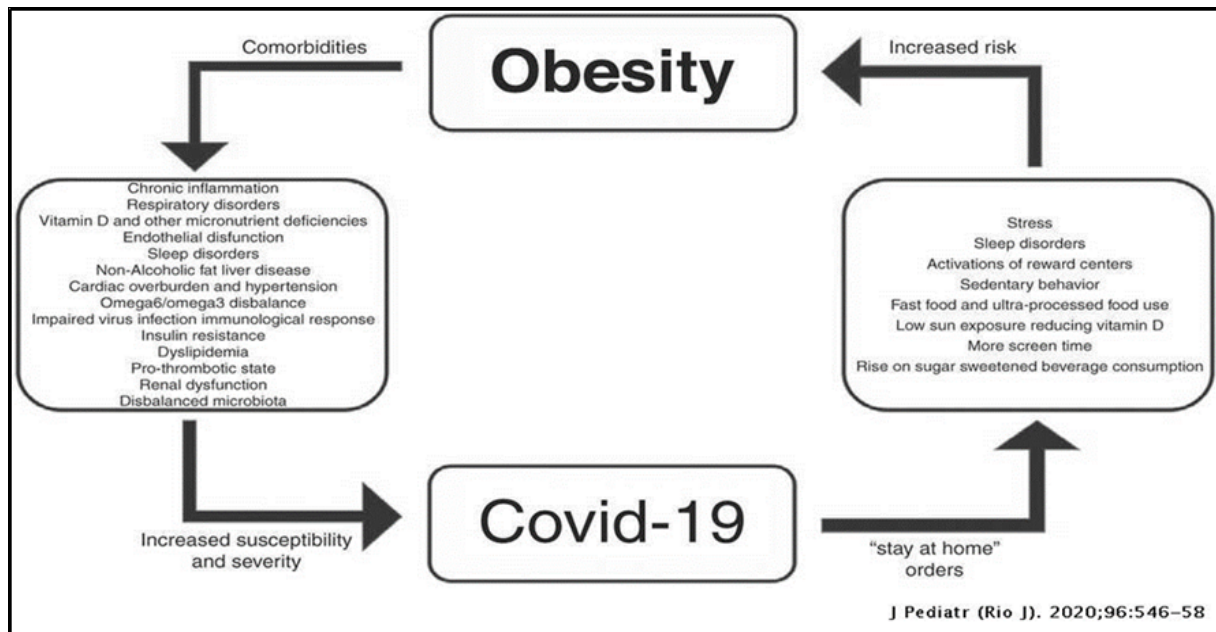 Obesity
Comorbidities
Increased risk
Chronic inflammation
Respiratory disorders
Vitamin D and other micronutrient deficiencies
Endothelial disfunction
Sleep disorders
Non-Alcoholic fat liver disease
Cardiac overburden and hypertension
Omega6/omega3 disbalance
Impaired virus infection immunological response
Insulin resistance
Dyslipidemia
Pro-thrombotic state
Renal dysfunction
Disbalanced microbiota
Stress
Sleep disorders
Activations of reward centers
Sedentary behavior
Fast food and ultra-processed food use
Low sun exposure reducing vitamin D
More screen time
Rise on sugar sweetened beverage consumption
Increased susceptibility
and severity
Covid-19
“stay at home”
orders
J Pediatr (Rio J). 2020;96:546–58